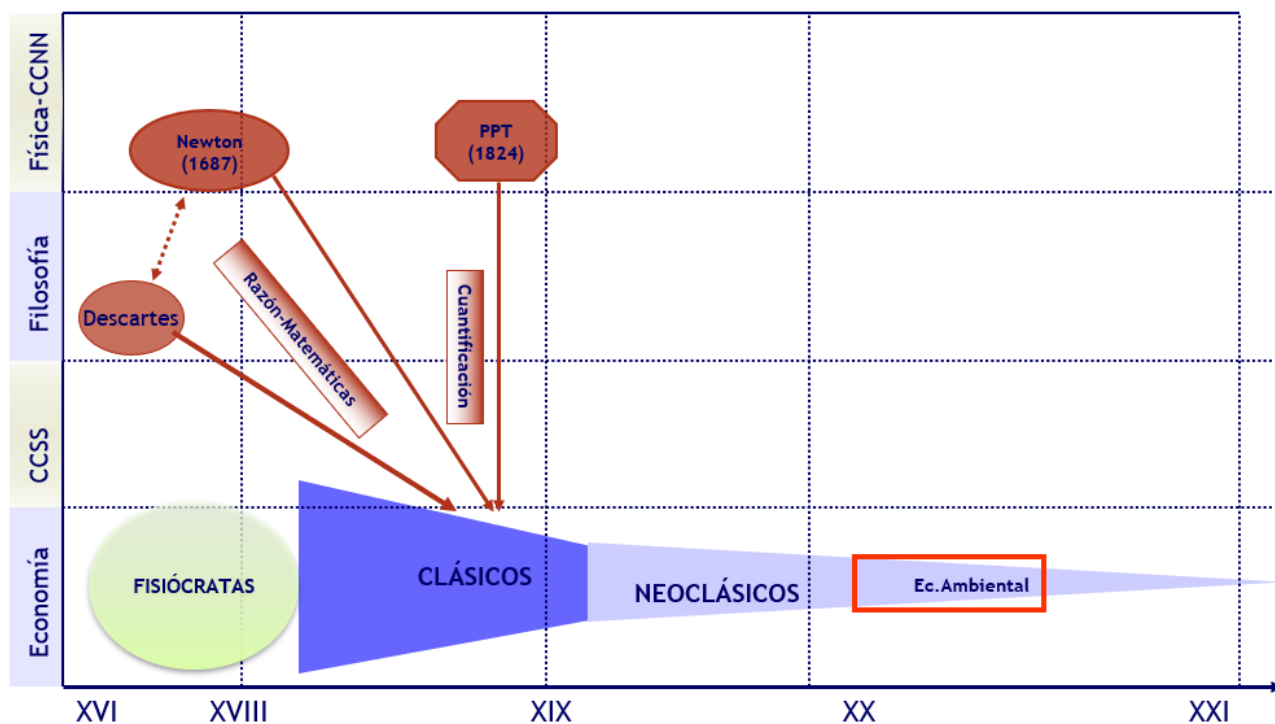 Física-CCNN
Newton
(1687)
PPT
(1824)
Filosofía
Descartes
Razón-Matemáticas
Cuantificación
CCSS
Economía
FISIÓCRATAS
CLÁSICOS
NEOCLÁSICOS
Ec.Ambiental
XVI
XVIII
XIX
XX
XXI